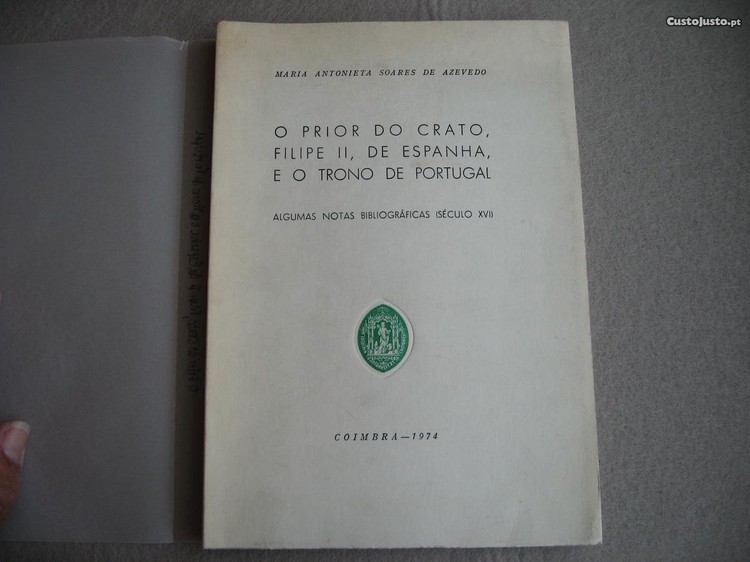 CustoJusto.pt
MARIA ANTONIETA SOARES DE AZEVEDO
O PRIOR DO CRATO,
FILIPE II, DE ESPANHA,
E O TRONO DE PORTUGAL
ALGUMAS NOTAS BIBLIOGRÁFICAS (SÉCULO XVI)
COIMBRA—1974